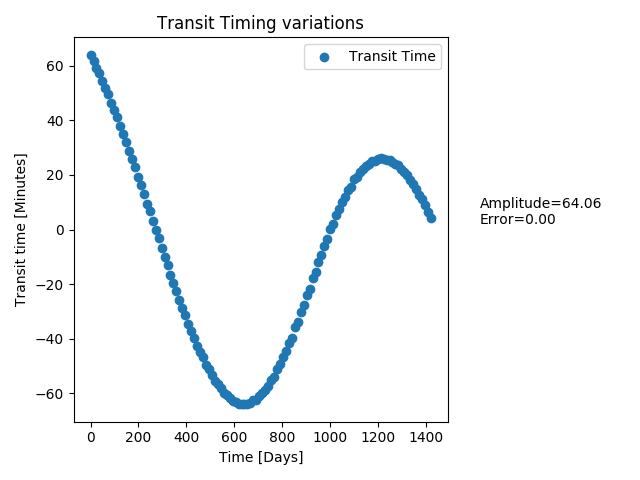 Transit Timing variations
Transit Time
Transit time [Minutes]
60
40
20
0
−20
−40
−60
0 200 400 600 800 1000 1200 1400
Time [Days]
Amplitude=64.06
Error=0.00